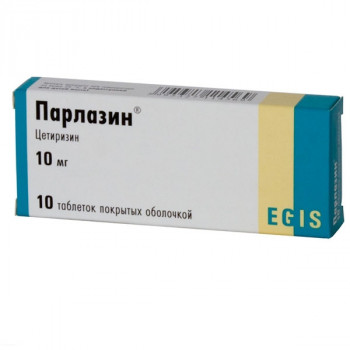 Парлазин®
Цетиризин
10 мг
10 таблеток покрытых оболочкой
EGIS